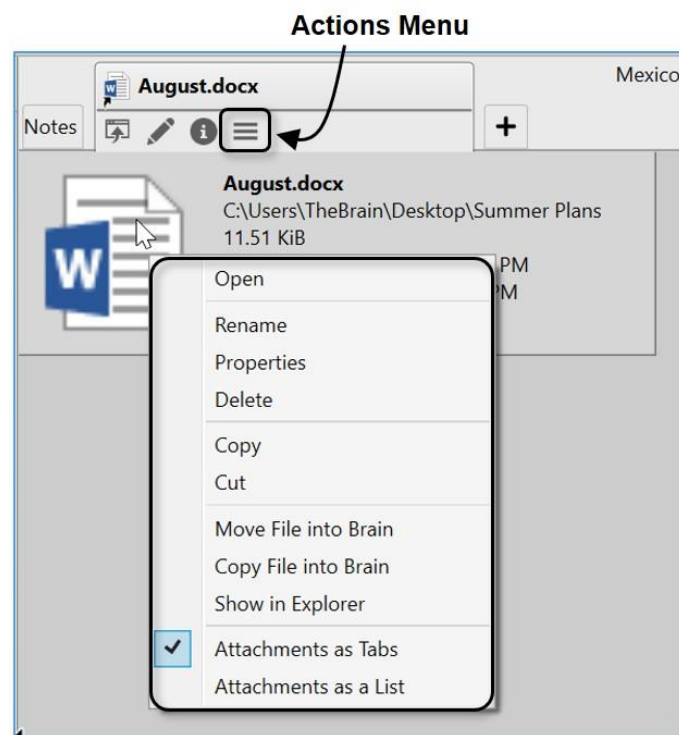 Actions Menu
August.docx
Mexico
Notes
August.docx
C:\Users\TheBrain\Desktop\Summer Plans
11.51 KiB
PM
PM
W
Open
Rename
Properties
Delete
Copy
Cut
Move File into Brain
Copy File into Brain
Show in Explorer
Attachments as Tabs
Attachments as a List